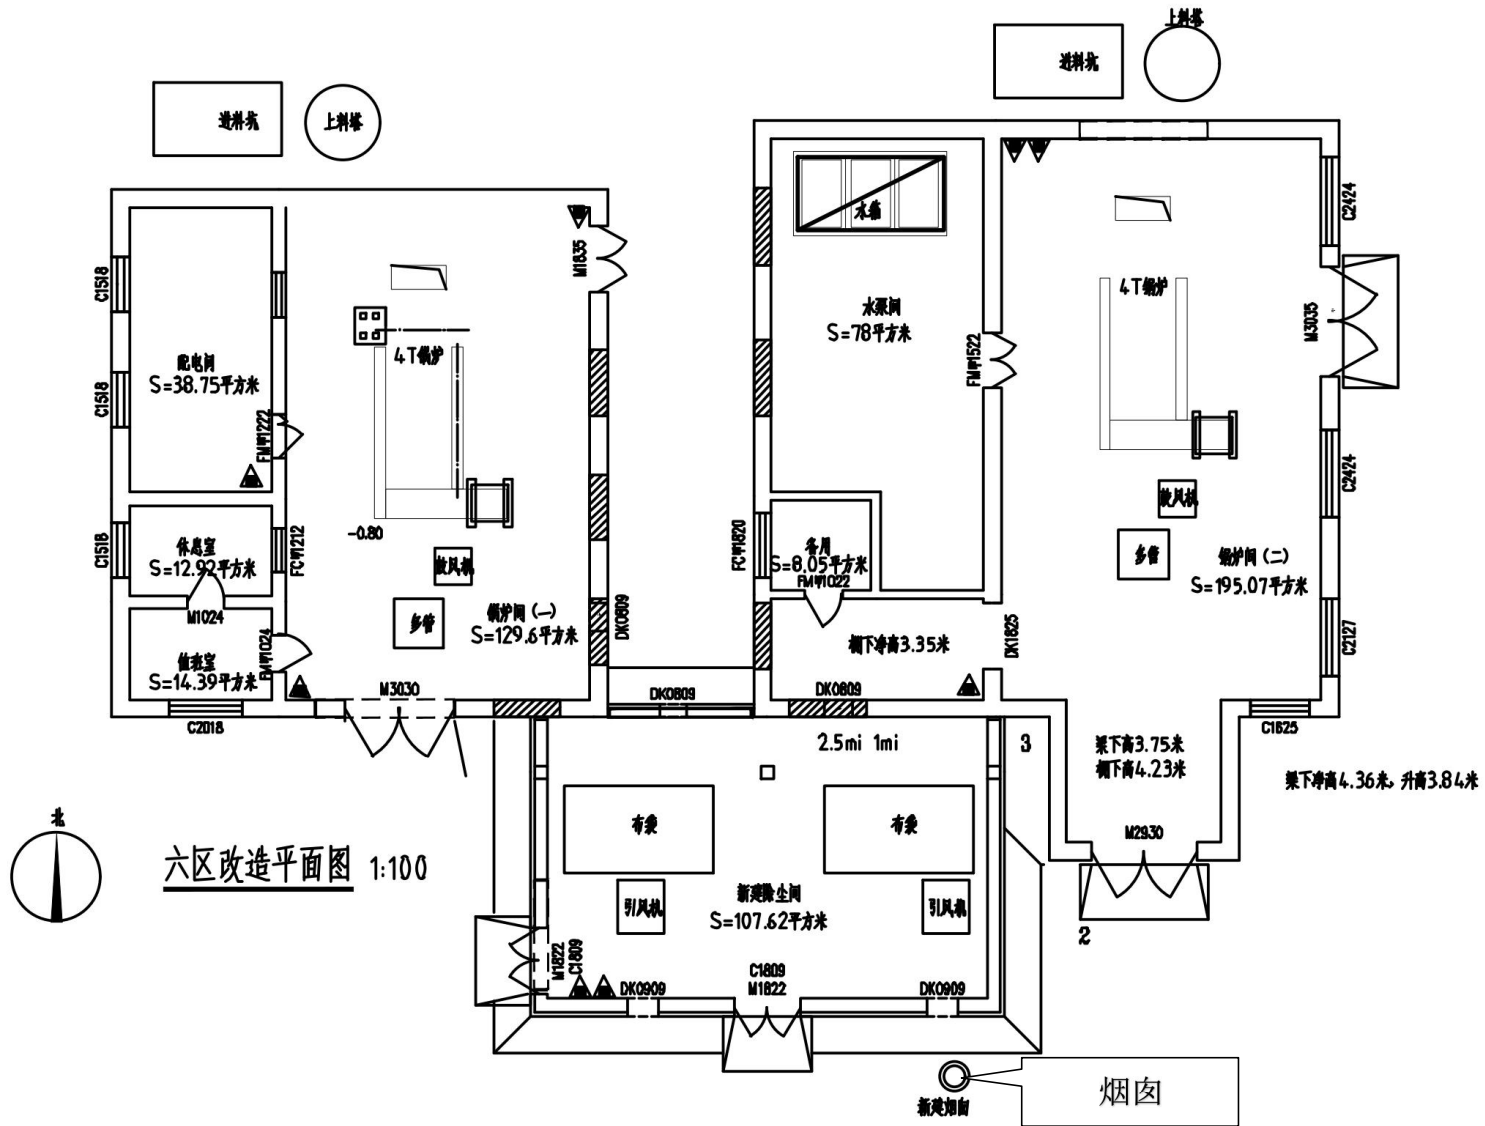 上料塔
进料坑
进料坑
上料塔
水箱
4T锅炉
水泵间
S=78平方米
4T锅炉
配电间
S=38.75平方米
C1518
C1518
C1518
FM甲1222
M1835
FM甲1522
C2424
M3035
C2424
-0.80
鼓风机
鼓风机
多管
多管
休息室
S=12.92平方米
FC甲1212
M1024
值班室
S=14.39平方米
FM甲1024
锅炉间(一)
S=129.6平方米
DK0809
FC甲1820
备用
S=8.05平方米
FM甲1022
锅炉间(二)
S=195.07平方米
棚下净高3.35米
DK1825
C2127
C2018
M3030
DK0809
DK0809
C1625
2.5mi 1mi
3
梁下高3.75米
棚下高4.23米
梁下净高4.36米，升高3.84米
M2930
2
北
六区改造平面图 1:100
布袋
布袋
引风机
引风机
新建除尘间
S=107.62平方米
M1822
C1809
DK0909
C1809
M1822
DK0909
新建烟囱
烟囱